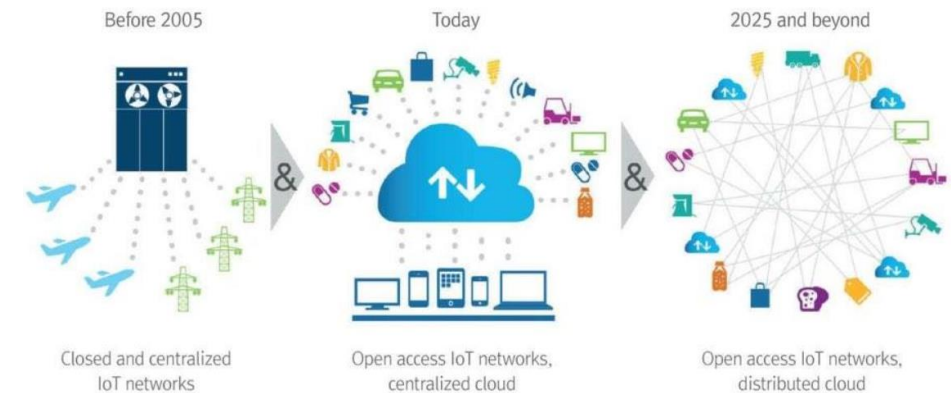 Before 2005
Today
2025 and beyond
&
&
Closed and centralized
IoT networks
Open access IoT networks,
centralized cloud
Open access IoT networks,
distributed cloud